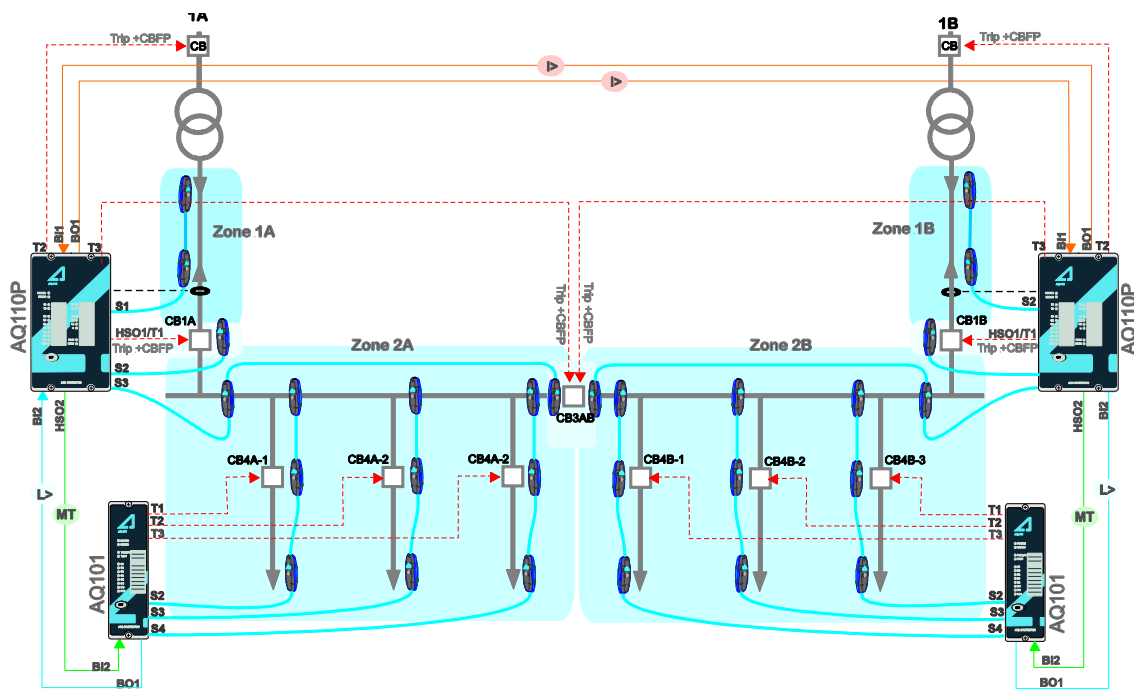 1A
1B
Trip +CBFP
CB
CB
Trip +CBFP
I>
I>
Zone 1A
Zone 1B
T2
BI1
BO1
T3
T3
BI1
BO1
T2
AQ110P
S1
CB1A
HSO1/T1
Trip +CBFP
S2
S3
Trip +CBFP
Trip +CBFP
S2
CB1B
HSO1/T1
Trip +CBFP
AQ110P
Zone 2A
Zone 2B
BI2
HSO2
CB3AB
HSO2
BI2
CB4A-1
CB4A-2
CB4A-2
CB4B-1
CB4B-2
CB4B-3
I>
MT
T1
T2
T3
T1
T2
T3
I>
MT
AQ101
S2
S3
S4
S2
S3
S4
AQ101
BI2
BO1
BI2
BO1